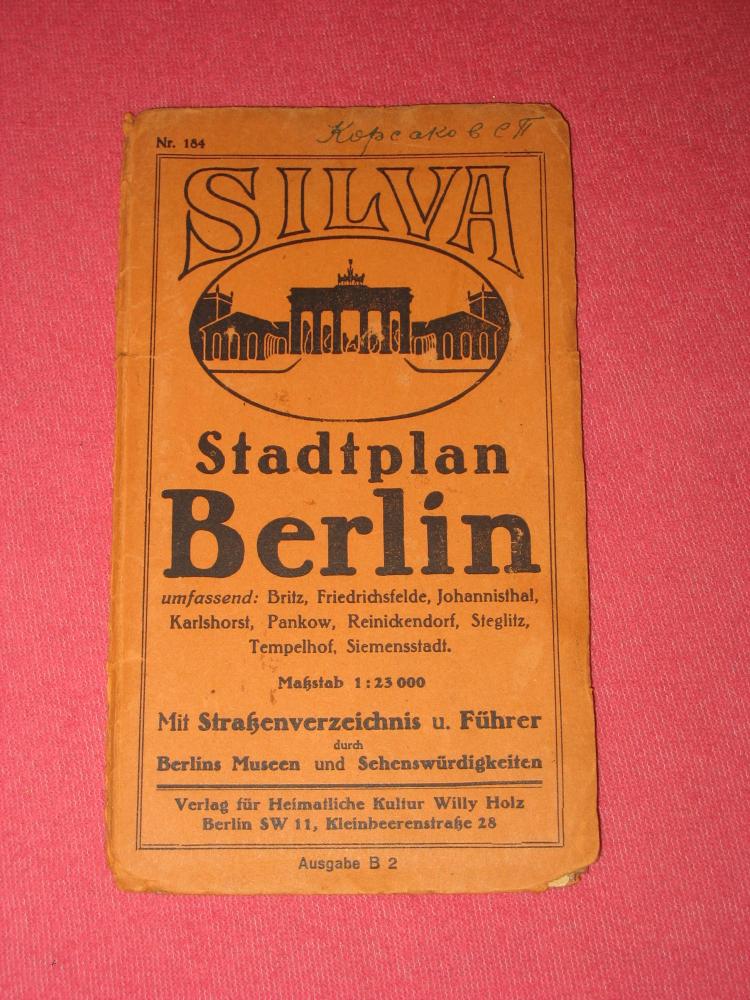 Nr. 184
Корсаков СП
SILVA
Stadtplan
Berlin
umfassend: Britz, Friedrichsfelde, Johannisthal,
Karlshorst, Pankow, Reinickendorf, Steglitz,
Tempelhof, Siemensstadt.
Maßstab 1:23 000
Mit Straßenverzeichnis u. Führer
durch
Berlins Museen und Sehenswürdigkeiten
Verlag für Heimatliche Kultur Willy Holz
Berlin SW 11, Kleinbeerenstraße 28
Ausgabe B 2